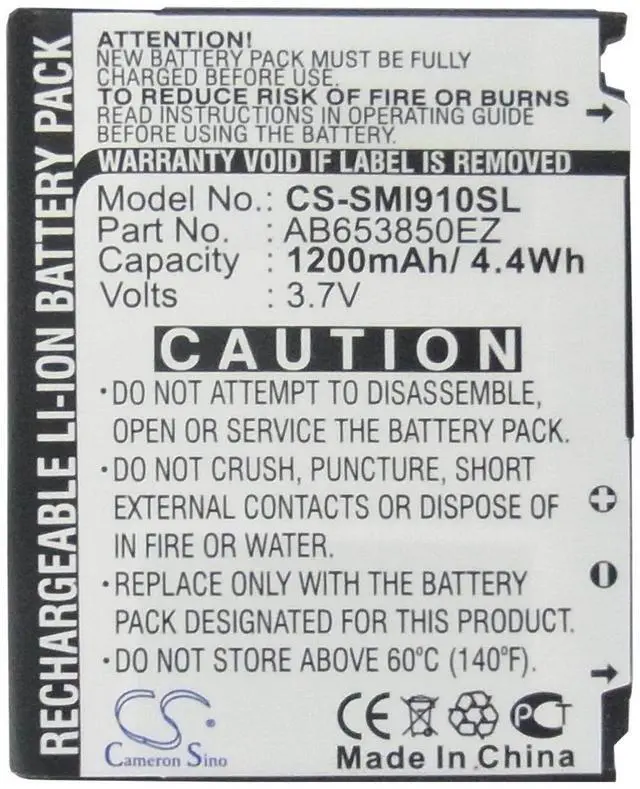 RECHARGEABLE LI-ION BATTERY PACK
ATTENTION!
NEW BATTERY PACK MUST BE FULLY
CHARGED BEFORE USE.
TO REDUCE RISK OF FIRE OR BURNS
READ INSTRUCTIONS IN OPERATING GUIDE
BEFORE USING THE BATTERY.
WARRANTY VOID IF LABEL IS REMOVED
Model No.: CS-SMI910SL
Part No. : AB653850EZ
Capacity : 1200mAh/ 4.4Wh
Volts : 3.7V
CAUTION
·DO NOT ATTEMPT TO DISASSEMBLE,
OPEN OR SERVICE THE BATTERY PACK.
·DO NOT CRUSH, PUNCTURE, SHORT
EXTERNAL CONTACTS OR DISPOSE OF
IN FIRE OR WATER.
·REPLACE ONLY WITH THE BATTERY
PACK DESIGNATED FOR THIS PRODUCT.
·DO NOT STORE ABOVE 60°C (140°F).
CS
Cameron Sino
CE PCT
Made In China